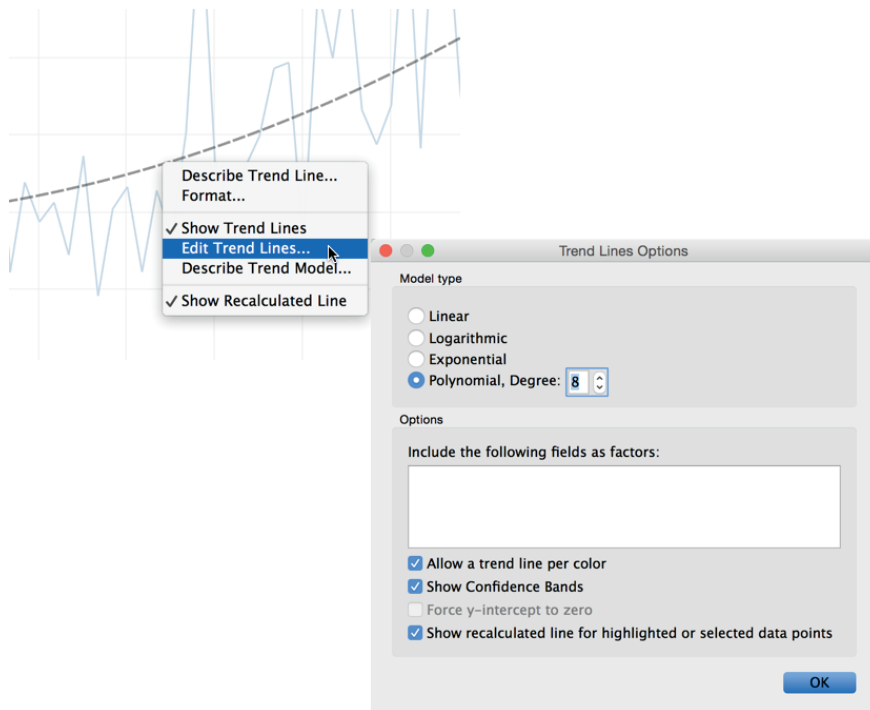 Describe Trend Line...
Format...
Show Trend Lines
Edit Trend Lines...
Describe Trend Model...
Show Recalculated Line
Trend Lines Options
Model type
Linear
Logarithmic
Exponential
Polynomial, Degree: 8
Options
Include the following fields as factors:
Allow a trend line per color
Show Confidence Bands
Force y-intercept to zero
Show recalculated line for highlighted or selected data points
OK